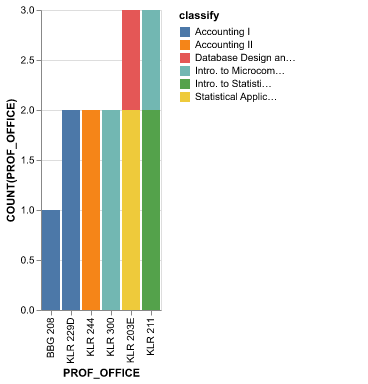 3.0
2.5
2.0
1.5
1.0
0.5
0.0
COUNT(PROF_OFFICE)
BBG 208
KLR 229D
KLR 244
KLR 300
KLR 203E
KLR 211
PROF_OFFICE
classify
Accounting I
Accounting II
Database Design an…
Intro. to Microcom…
Intro. to Statisti…
Statistical Applic…